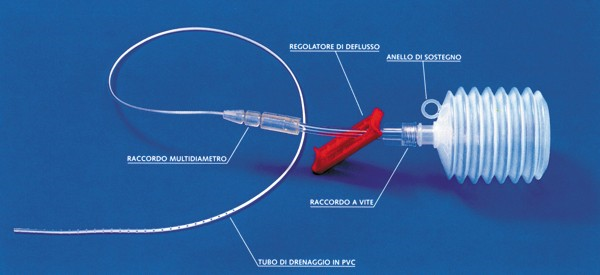 REGOLATORE DI DEFLUSSO
ANELLO DI SOSTEGNO
RACCORDO MULTIDIAMETRO
RACCORDO A VITE
TUBO DI DRENAGGIO IN PVC